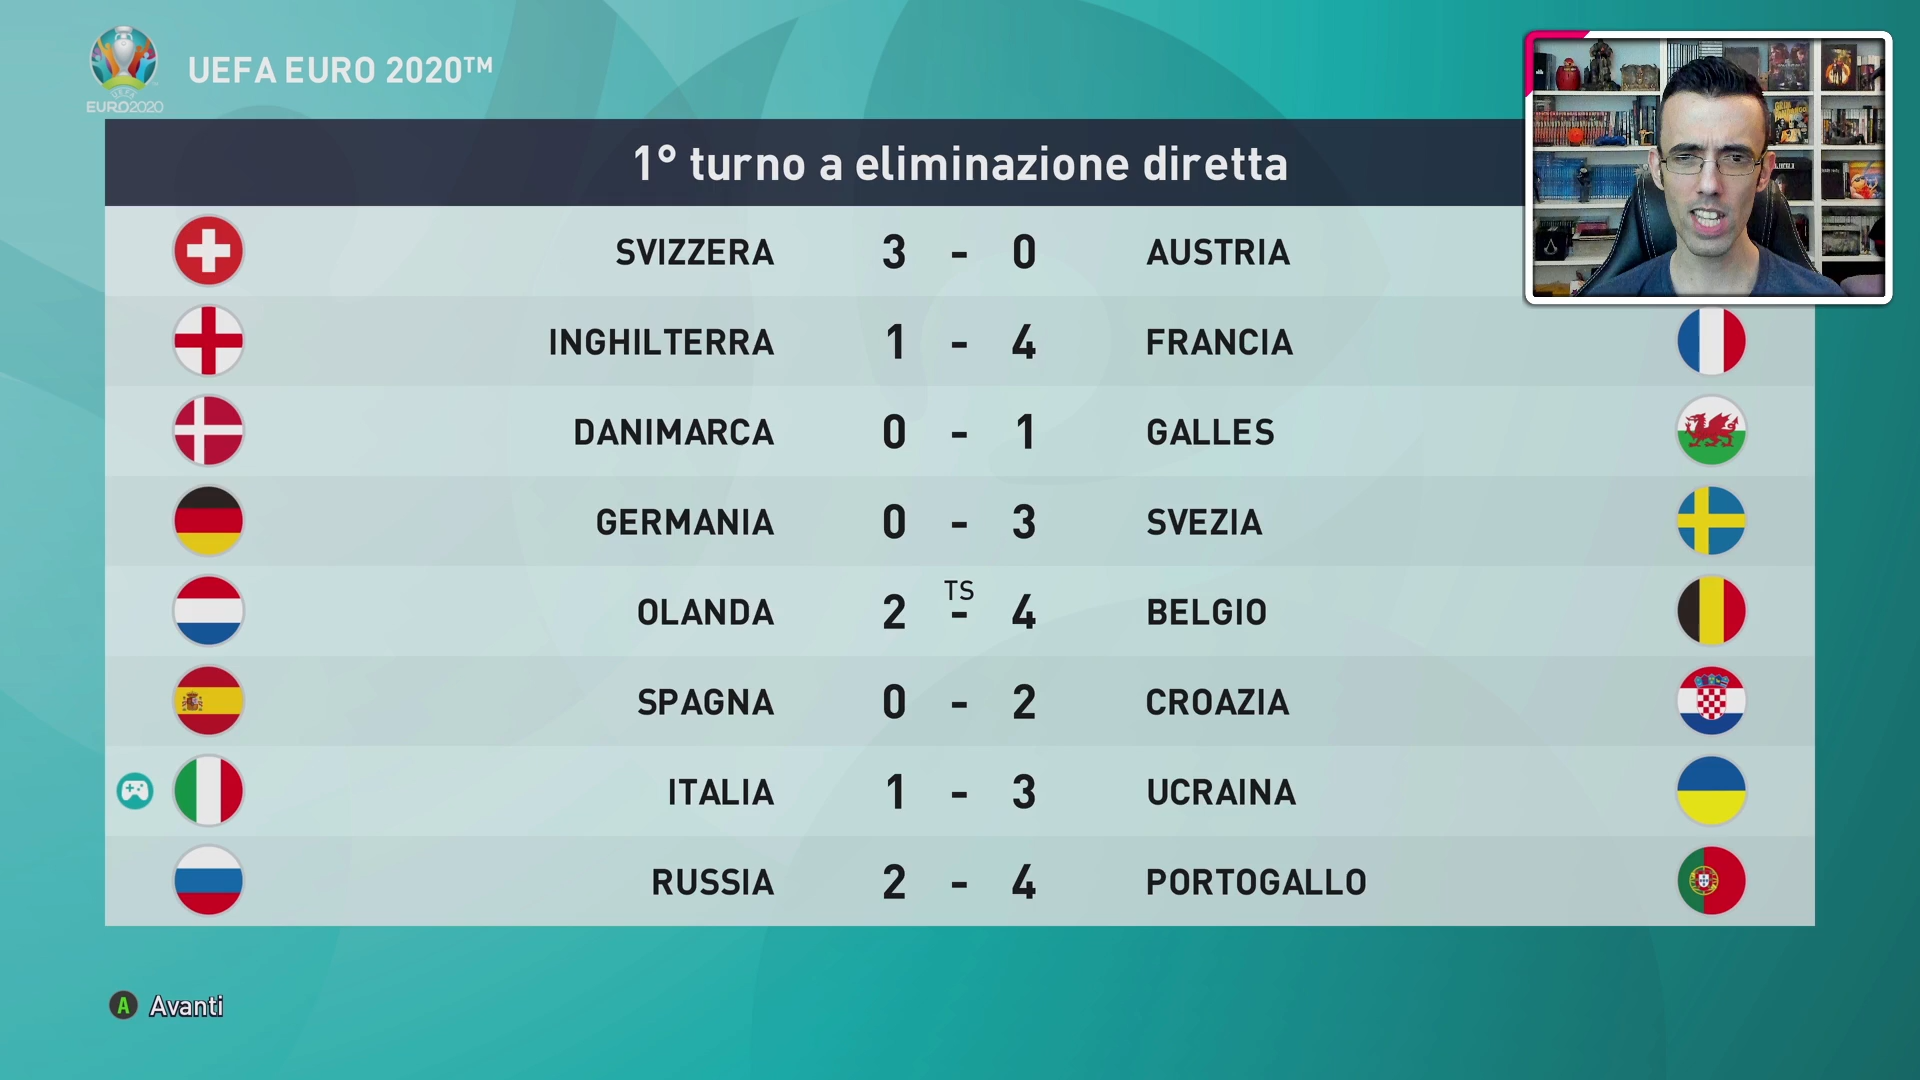 UEFA EURO 2020™
UEFA
EURO2020
1° turno a eliminazione diretta
SVIZZERA 3 - 0 AUSTRIA
INGHILTERRA 1 - 4 FRANCIA
DANIMARCA 0 - 1 GALLES
GERMANIA 0 - 3 SVEZIA
TS
OLANDA 2 - 4 BELGIO
SPAGNA 0 - 2 CROAZIA
ITALIA 1 - 3 UCRAINA
RUSSIA 2 - 4 PORTOGALLO
A Avanti